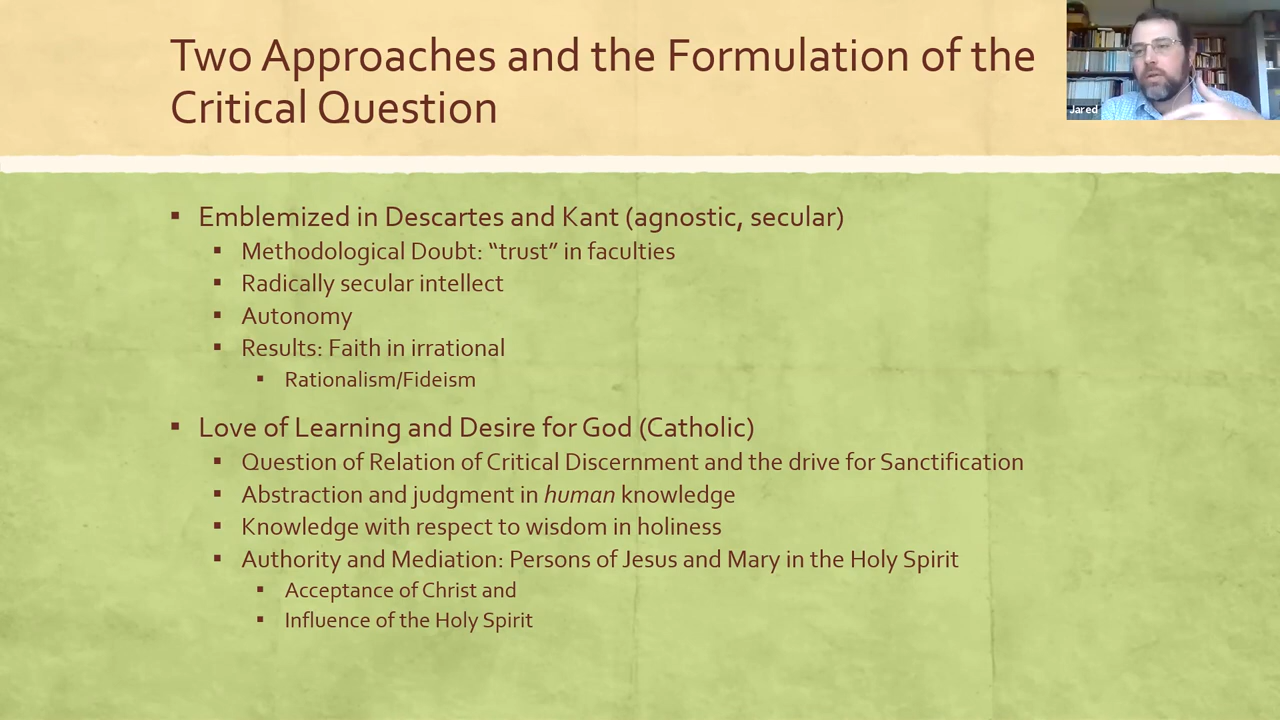 Two Approaches and the Formulation of the
Critical Question
Jared
▪ Emblemized in Descartes and Kant (agnostic, secular)
▪ Methodological Doubt: “trust” in faculties
▪ Radically secular intellect
▪ Autonomy
▪ Results: Faith in irrational
▪ Rationalism/Fideism
▪ Love of Learning and Desire for God (Catholic)
▪ Question of Relation of Critical Discernment and the drive for Sanctification
▪ Abstraction and judgment in human knowledge
▪ Knowledge with respect to wisdom in holiness
▪ Authority and Mediation: Persons of Jesus and Mary in the Holy Spirit
▪ Acceptance of Christ and
▪ Influence of the Holy Spirit